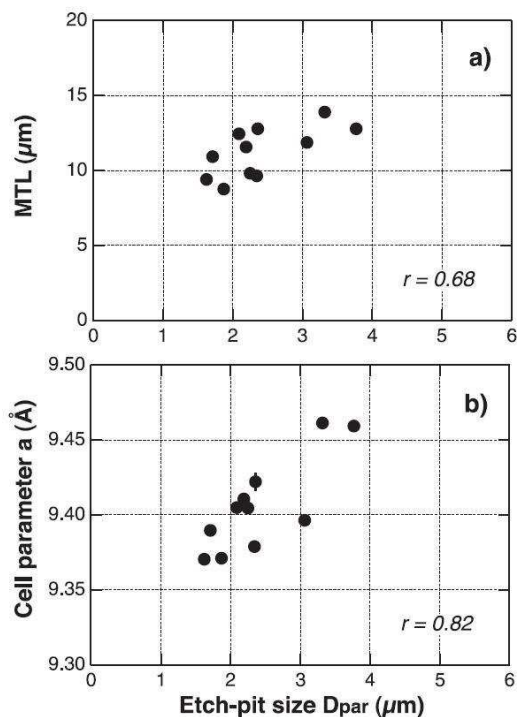 20
a)
15
MTL (µm)
10
5
r = 0.68
0
0 1 2 3 4 5 6
9.50
b)
9.45
Cell parameter a (Å)
9.40
9.35
r = 0.82
9.30
0 1 2 3 4 5 6
Etch-pit size Dpar (µm)